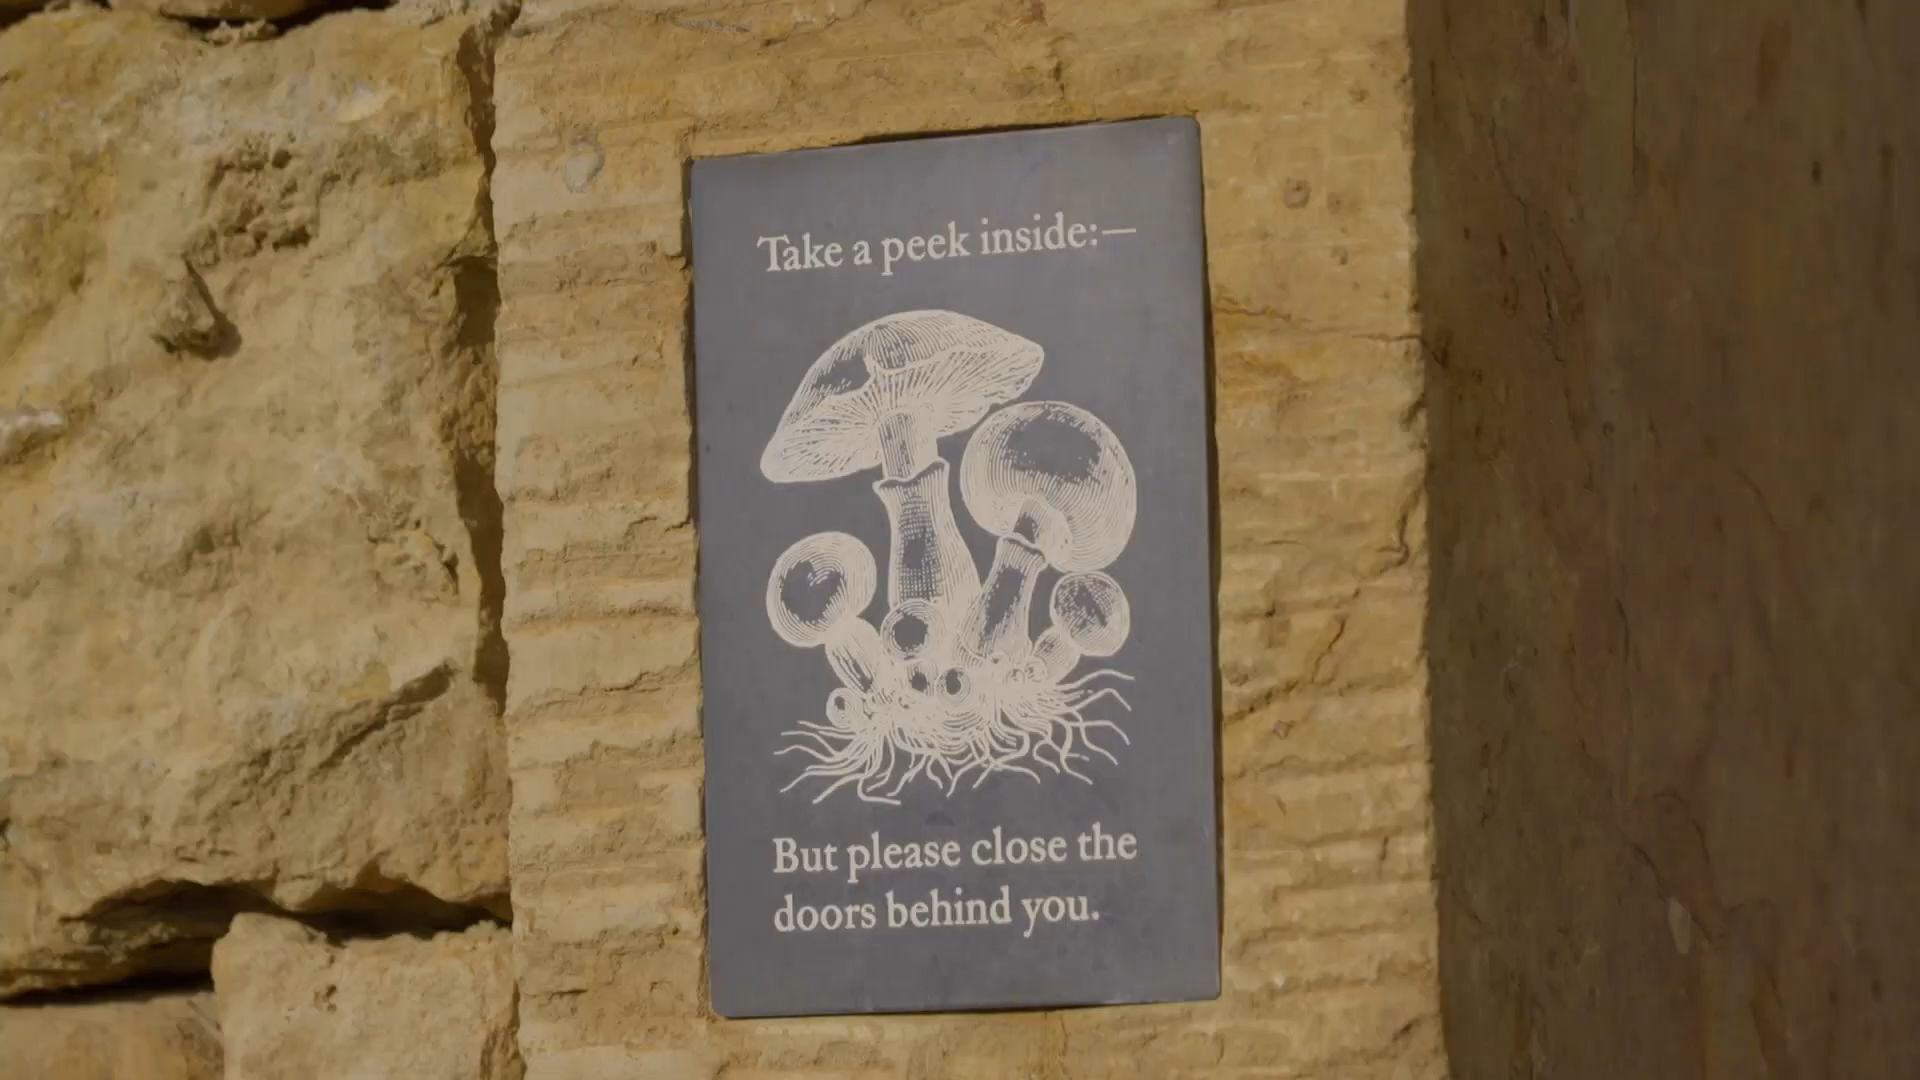 Take a peek inside:—
But please close the
doors behind you.